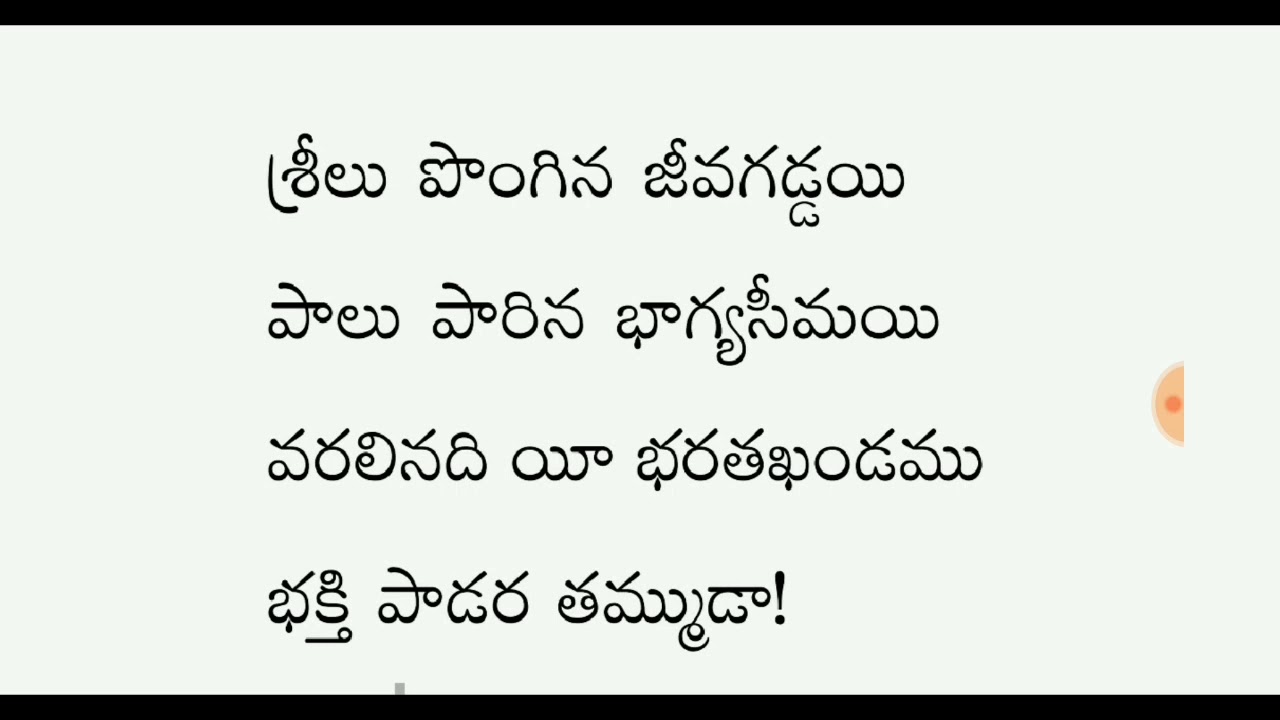 శ్రీలు పొంగిన జీవగడ్డయి
పాలు పారిన భాగ్యసీమయి
వరలినది యీ భరతఖండము
భక్తి పాడర తమ్ముడా!